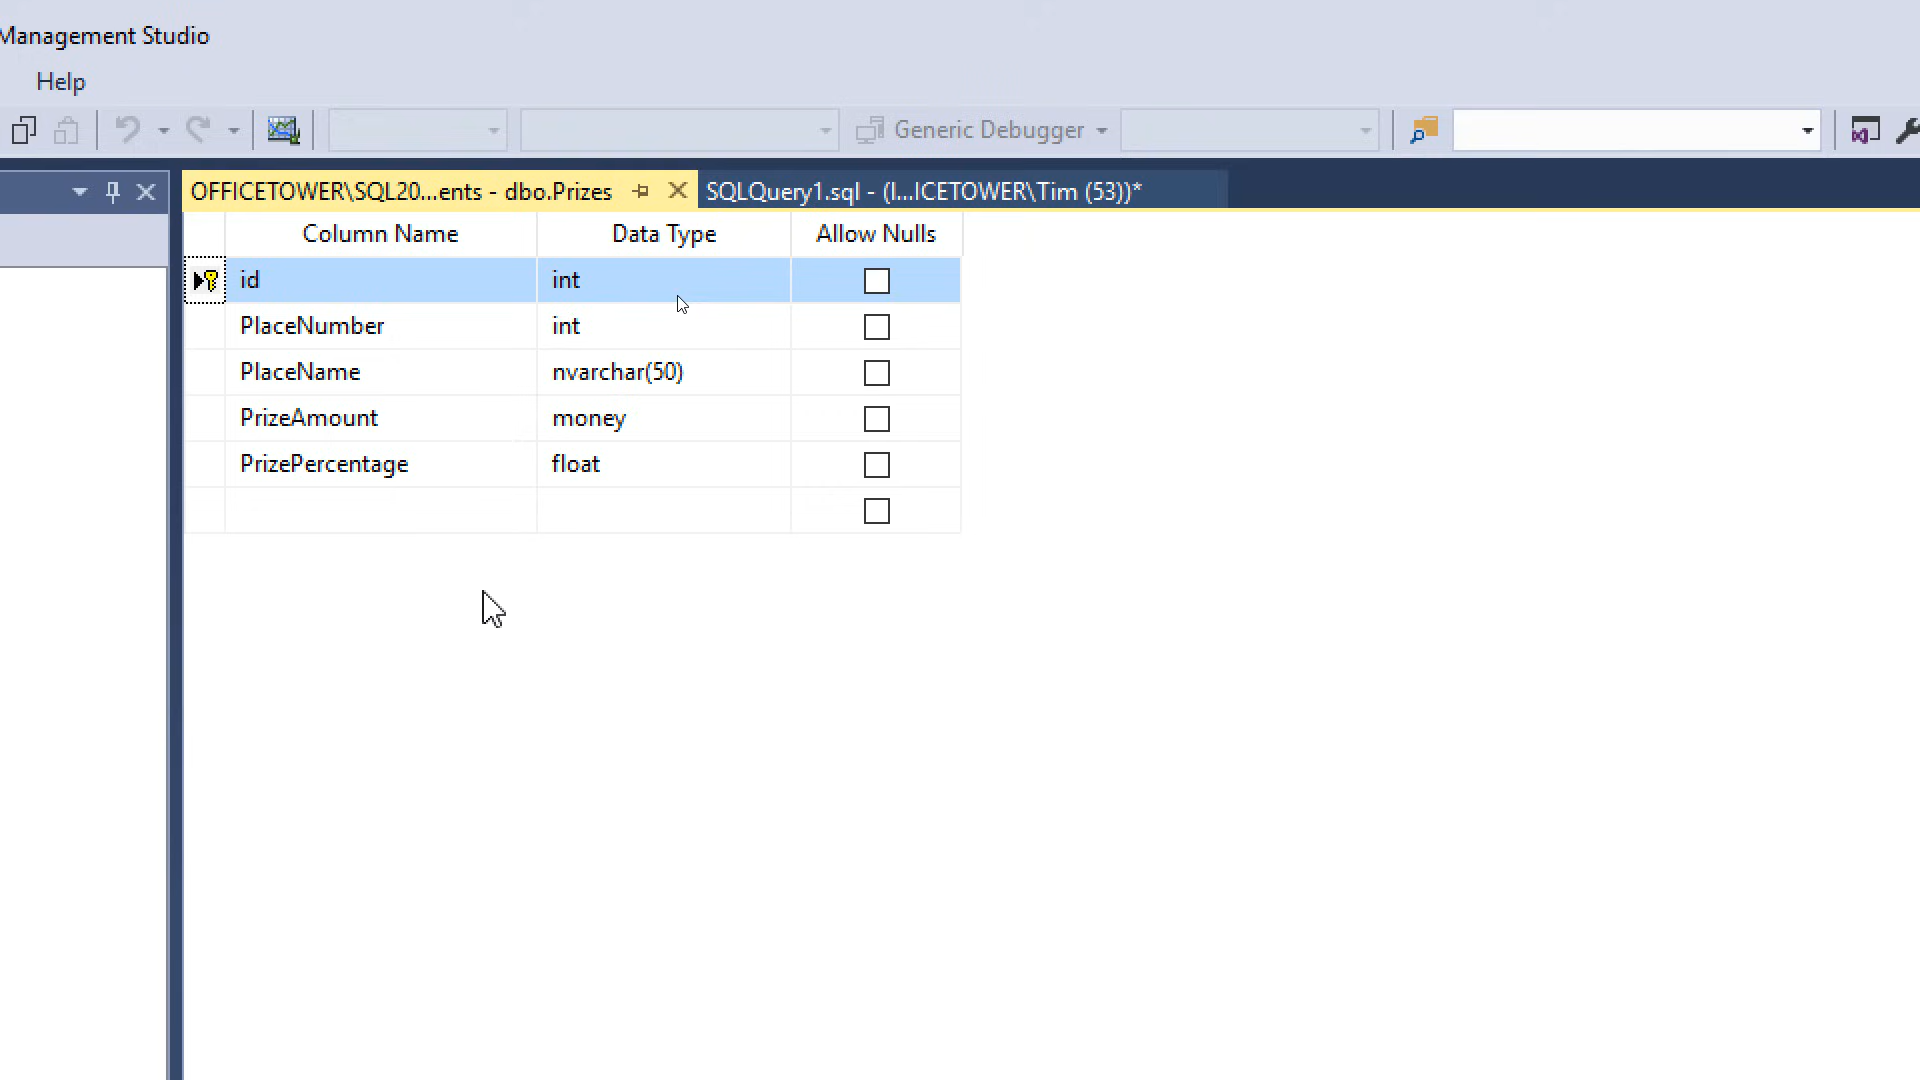 Management Studio
Help
Generic Debugger
OFFICETOWER\SQL20...ents - dbo.Prizes
SQLQuery1.sql - (l...ICETOWER\Tim (53))*
Column Name Data Type Allow Nulls
id int
PlaceNumber int
PlaceName nvarchar(50)
PrizeAmount money
PrizePercentage float